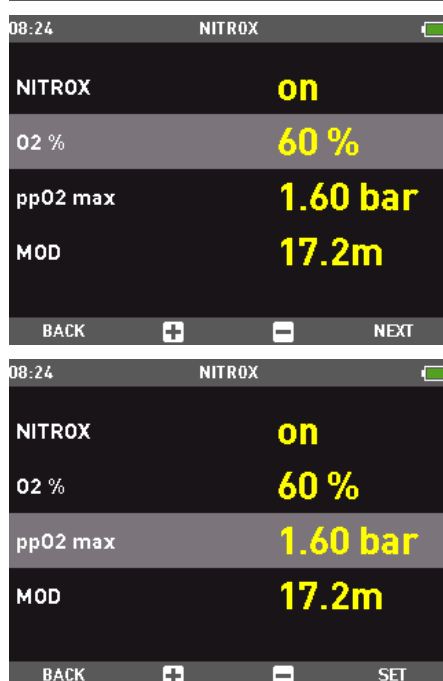 08:24 NITROX
NITROX on
O2 % 60 %
ppO2 max 1.60 bar
MOD 17.2m
BACK + - NEXT
08:24 NITROX
NITROX on
O2 % 60 %
ppO2 max 1.60 bar
MOD 17.2m
BACK + - SET